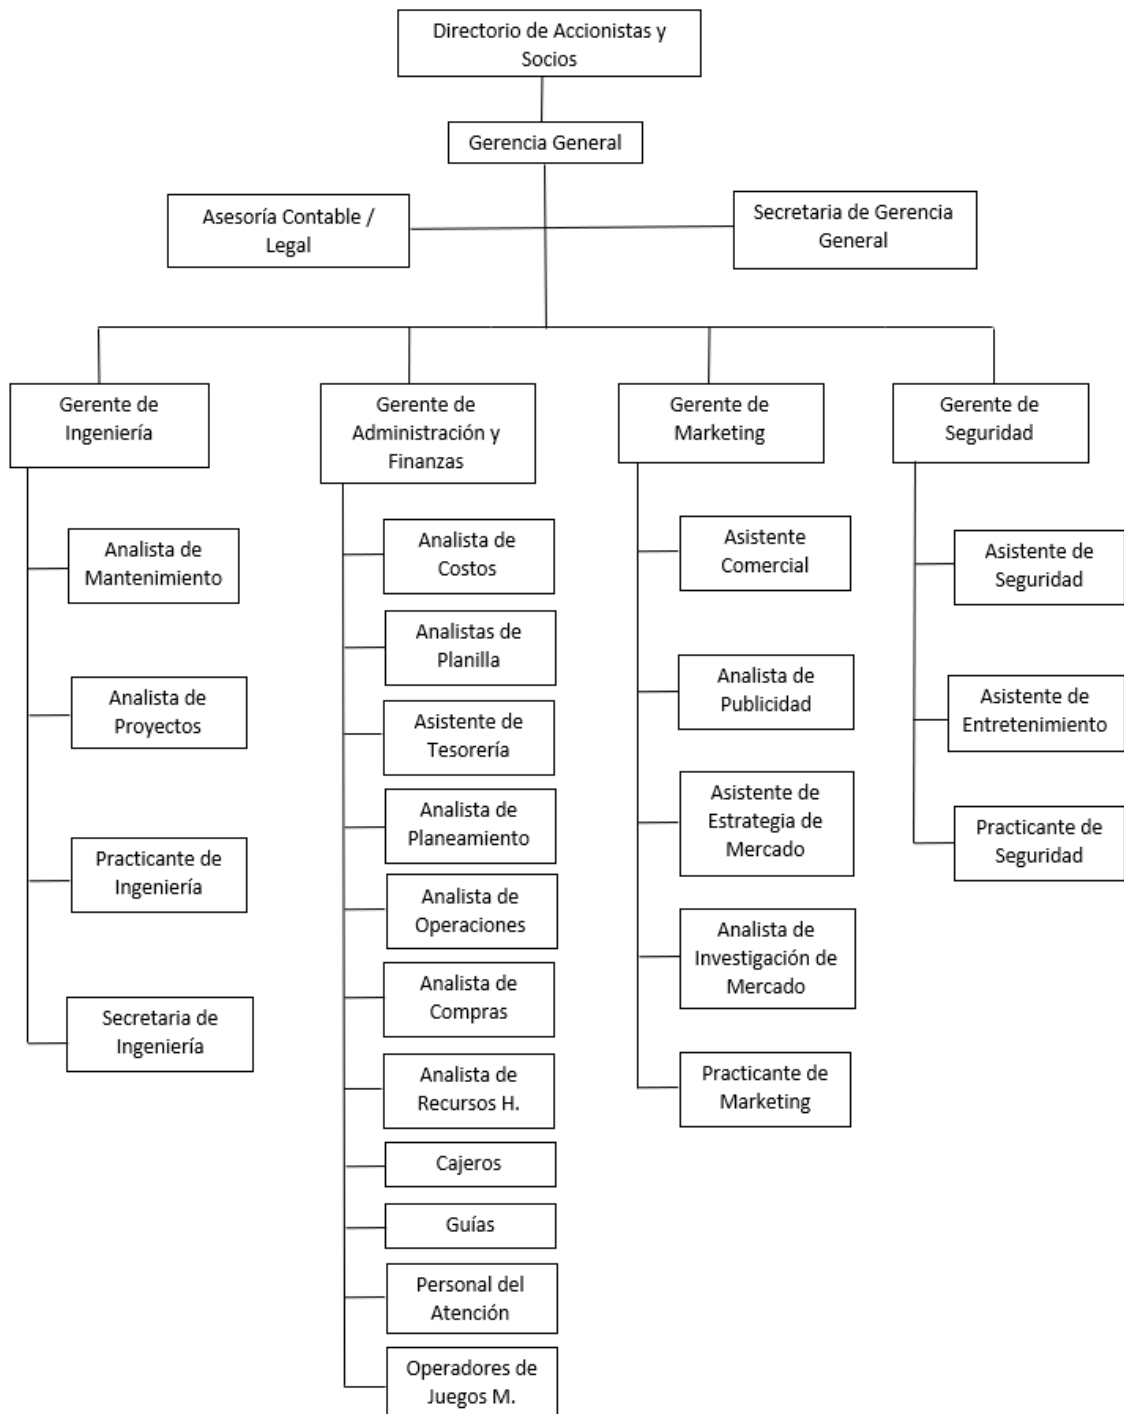 Directorio de Accionistas y
Socios
Gerencia General
Asesoría Contable /
Legal
Secretaria de Gerencia
General
Gerente de
Ingeniería
Gerente de
Administración y
Finanzas
Gerente de
Marketing
Gerente de
Seguridad
Analista de
Mantenimiento
Analista de
Proyectos
Practicante de
Ingeniería
Secretaria de
Ingeniería
Analista de
Costos
Analistas de
Planilla
Asistente de
Tesorería
Analista de
Planeamiento
Analista de
Operaciones
Analista de
Compras
Analista de
Recursos H.
Cajeros
Guías
Personal del
Atención
Operadores de
Juegos M.
Asistente
Comercial
Analista de
Publicidad
Asistente de
Estrategia de
Mercado
Analista de
Investigación de
Mercado
Practicante de
Marketing
Asistente de
Seguridad
Asistente de
Entretenimiento
Practicante de
Seguridad